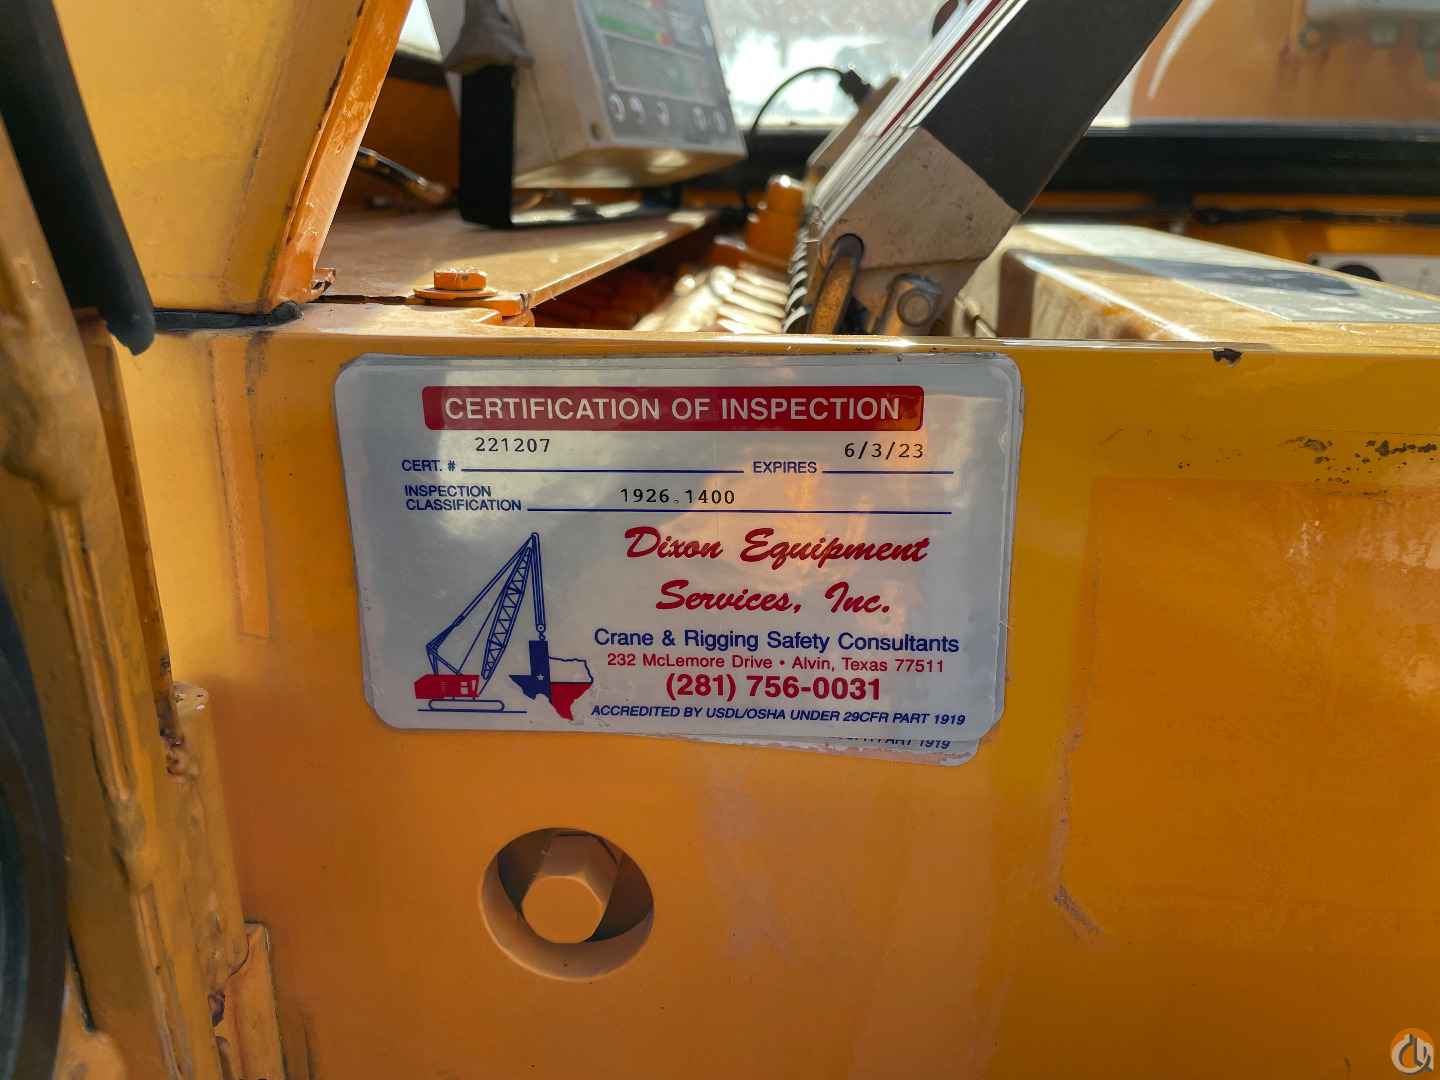 CERTIFICATION OF INSPECTION
221207
6/3/23
CERT. #
EXPIRES
INSPECTION
CLASSIFICATION
1926.1400
Dixon Equipment
Services, Inc.
Crane & Rigging Safety Consultants
232 McLemore Drive • Alvin, Texas 77511
(281) 756-0031
ACCREDITED BY USDL/OSHA UNDER 29CFR PART 1919
PART 1919